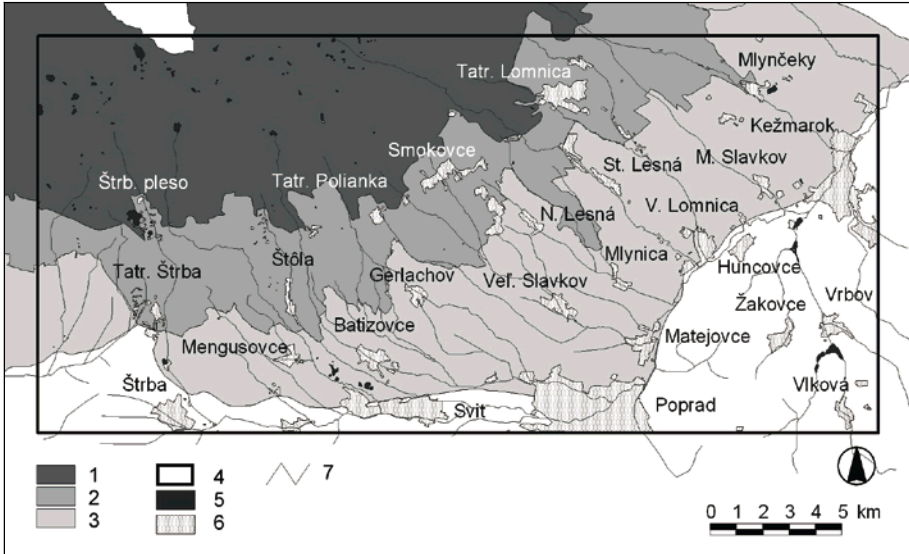 Mlynčeky
Tatr. Lomnica
Kežmarok
Smokovce
St. Lesná
M. Slavkov
Štrb. pleso
Tatr. Polianka
N. Lesná
V. Lomnica
Mlynica
Tatr. Štrba
Štôla
Gerlachov
Veľ. Slavkov
Huncovce
Žakovce
Vrbov
Batizovce
Matejovce
Mengusovce
Štrba
Vlková
Svit
Poprad
1
2
3
4
5
6
7
0 1 2 3 4 5 km